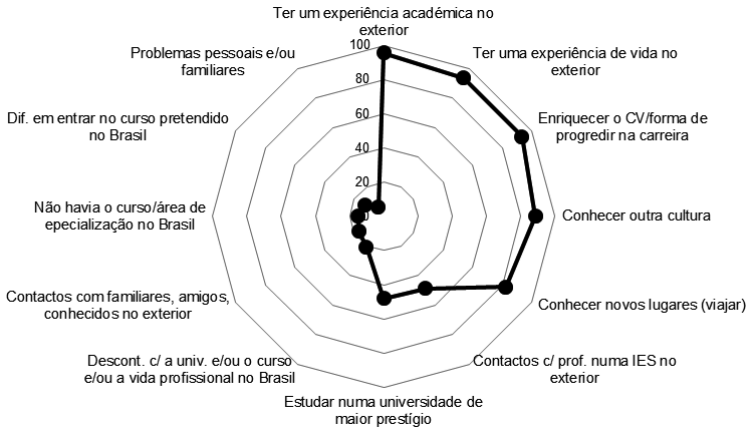 Ter um experiência académica no
exterior
Ter uma experiência de vida no
exterior
Enriquecer o CV/forma de
progredir na carreira
Conhecer outra cultura
Conhecer novos lugares (viajar)
Contactos c/ prof. numa IES no
exterior
Estudar numa universidade de
maior prestígio
Descont. c/ a univ. e/ou o curso
e/ou a vida profissional no Brasil
Contactos com familiares, amigos,
conhecidos no exterior
Não havia o curso/área de
epecialização no Brasil
Dif. em entrar no curso pretendido
no Brasil
Problemas pessoais e/ou
familiares
100
80
60
40
20
0